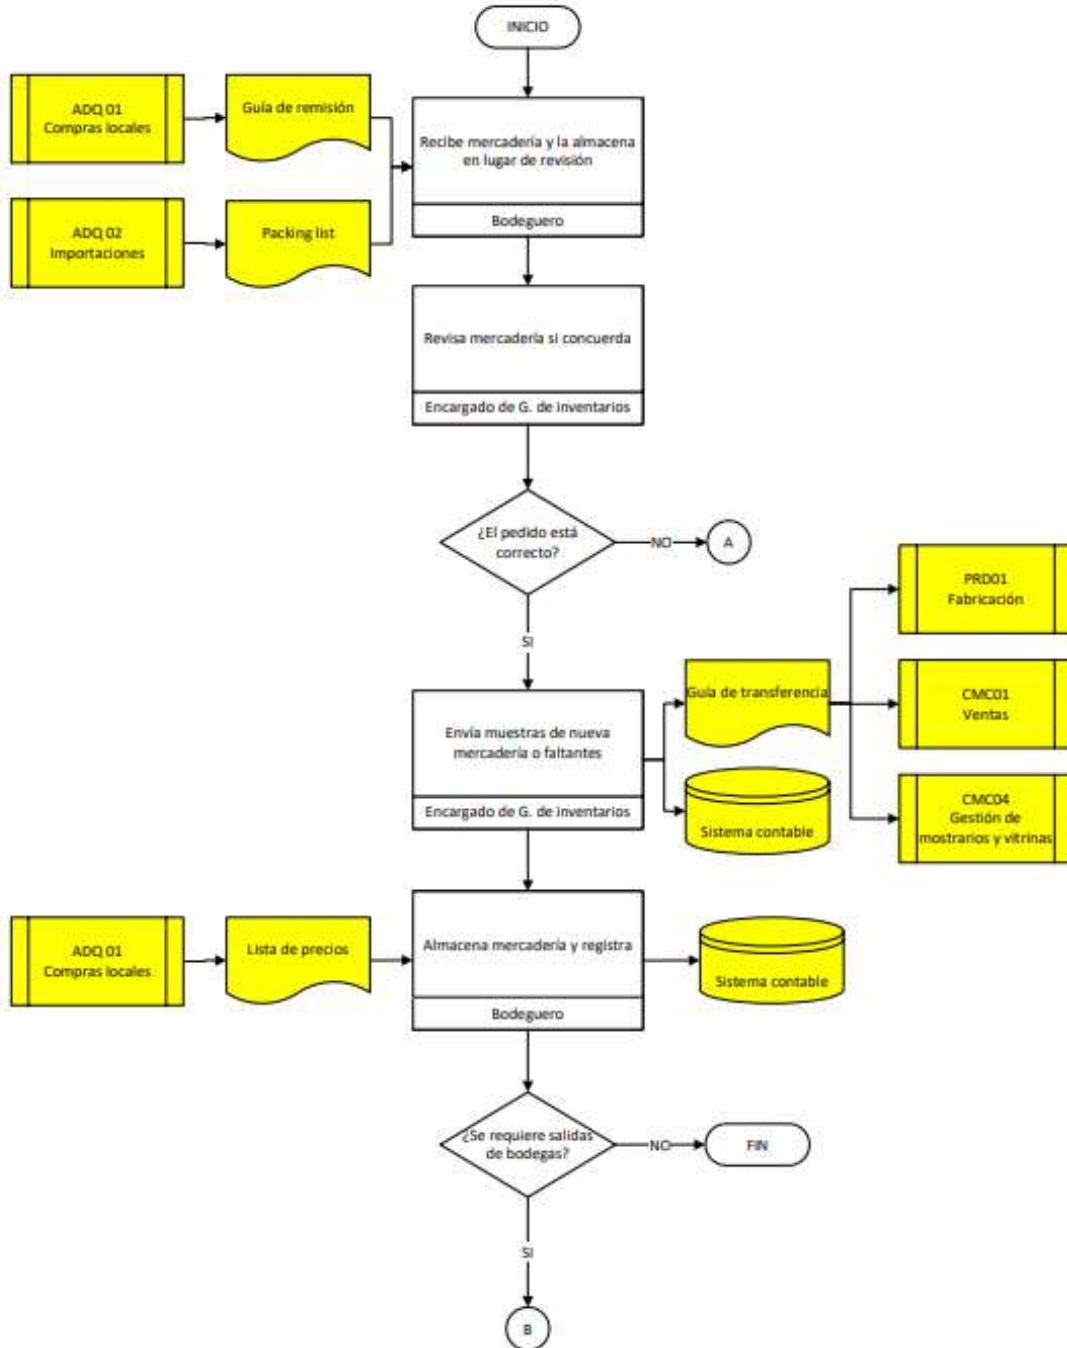 INICIO
ADQ 01
Compras locales
Guía de remisión
Recibe mercadería y la almacena
en lugar de revisión
Bodeguero
ADQ 02
Importaciones
Packing list
Revisa mercadería si concuerda
Encargado de G. de inventarios
¿El pedido está
correcto?
NO
A
SI
PRD01
Fabricación
Envía muestras de nueva
mercadería o faltantes
Encargado de G. de inventarios
Guía de transferencia
CMC01
Ventas
Sistema contable
CMC04
Gestión de
mostrarios y vitrinas
ADQ 01
Compras locales
Lista de precios
Almacena mercadería y registra
Bodeguero
Sistema contable
¿Se requiere salidas
de bodegas?
NO
FIN
SI
B